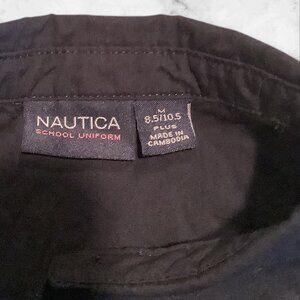 NAUTICA
SCHOOL UNIFORM
M
8.5/10.5
PLUS
MADE IN
CAMBODIA